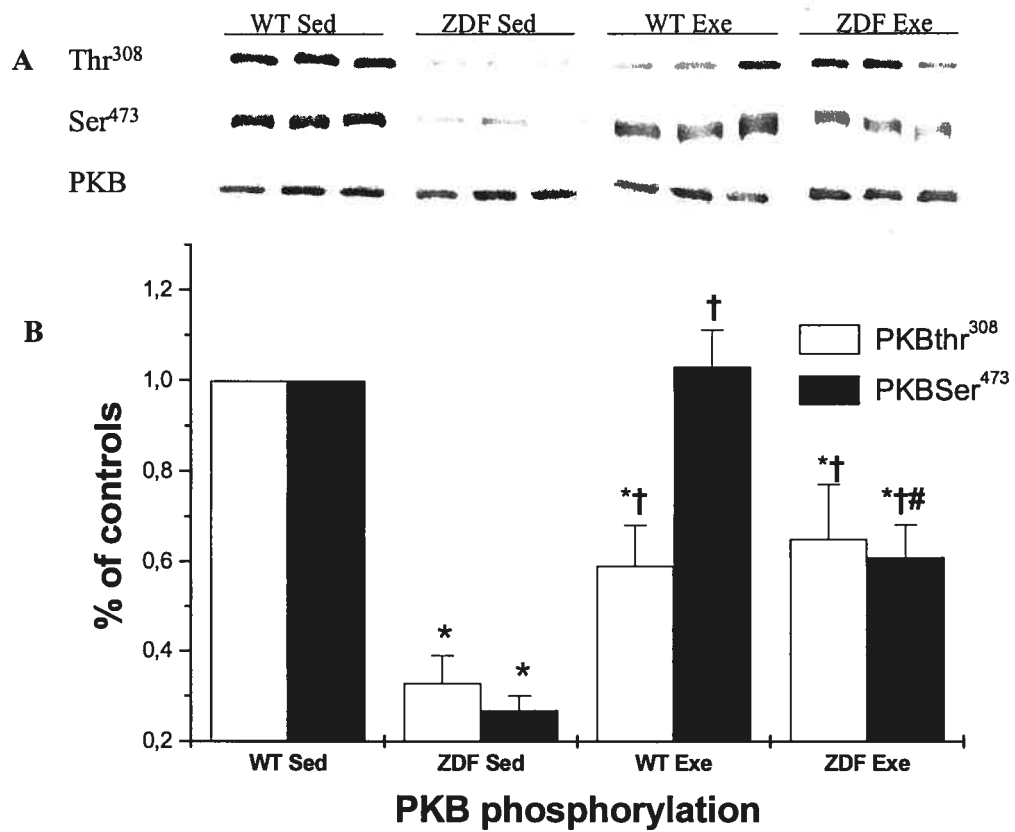 WT Sed ZDF Sed WT Exe ZDF Exe
A Thr³⁰⁸
Ser⁴⁷³
PKB
B
1,2
1,0
0,8
0,6
0,4
0,2
% of controls
†
PKBthr³⁰⁸
PKBSer⁴⁷³
*
*
*†
*†
*†#
WT Sed ZDF Sed WT Exe ZDF Exe
PKB phosphorylation